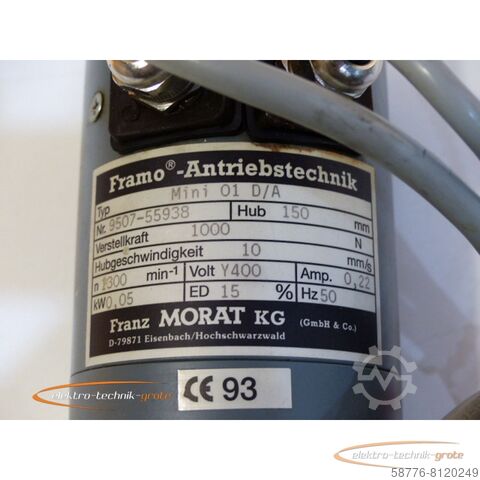 Framo®-Antriebstechnik
Typ Mini 01 D/A
Nr. 9507-55938 Hub 150 mm
Verstellkraft 1000 N
Hubgeschwindigkeit 10 mm/s
n 1300 min-1 Volt Y400 Amp. 0,22
kW 0,05 ED 15 % Hz 50
Franz MORAT KG (GmbH & Co.)
D-79871 Eisenbach/Hochschwarzwald
CE 93
elektro-technik-grote
elektro-technik-grote
58776-8120249